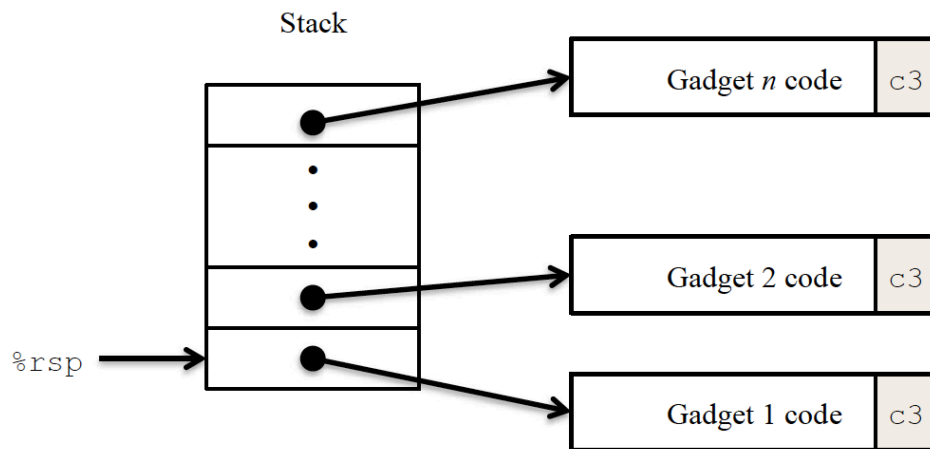 Stack
Gadget n code c3
Gadget 2 code c3
%rsp
Gadget 1 code c3